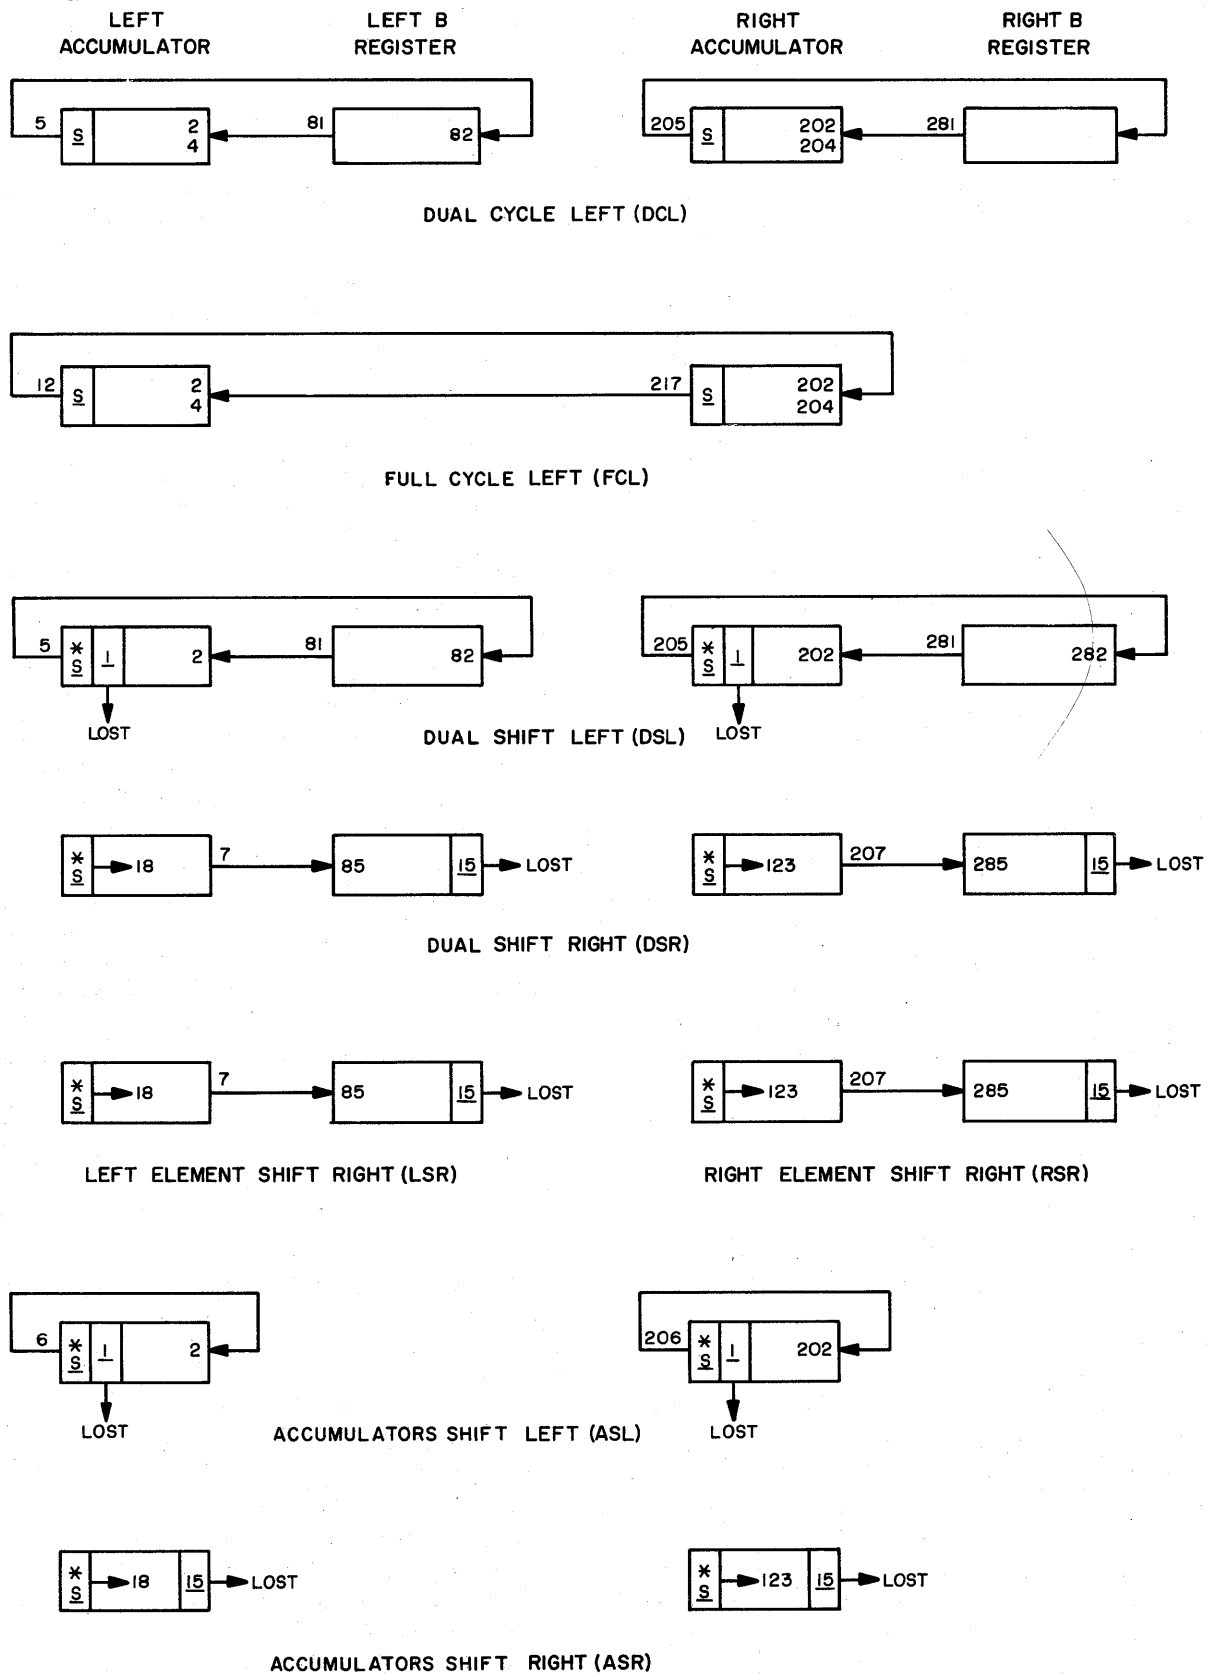 LEFT ACCUMULATOR
LEFT B REGISTER
RIGHT ACCUMULATOR
RIGHT B REGISTER
5 S 2 4 81 82
205 S 202 204 281
DUAL CYCLE LEFT (DCL)
12 S 2 4 217 S 202 204
FULL CYCLE LEFT (FCL)
5 * S 1 2 81 82
205 * S 1 202 281 282
LOST
DUAL SHIFT LEFT (DSL)
LOST
* S 18 7 85 15 LOST
* S 123 207 285 15 LOST
DUAL SHIFT RIGHT (DSR)
* S 18 7 85 15 LOST
* S 123 207 285 15 LOST
LEFT ELEMENT SHIFT RIGHT (LSR)
RIGHT ELEMENT SHIFT RIGHT (RSR)
6 * S 1 2
206 * S 1 202
LOST
ACCUMULATORS SHIFT LEFT (ASL)
LOST
* S 18 15 LOST
* S 123 15 LOST
ACCUMULATORS SHIFT RIGHT (ASR)